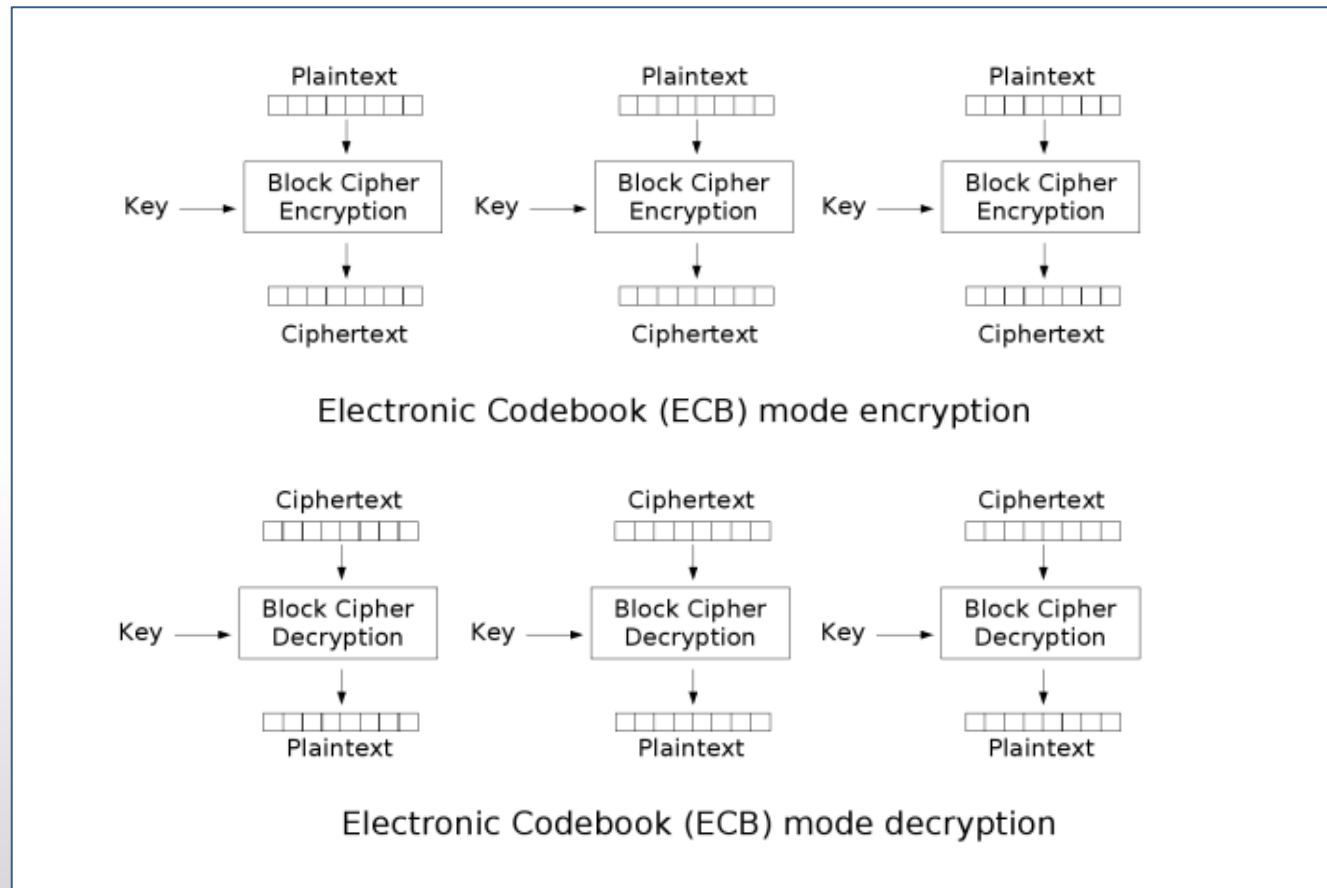 Plaintext Plaintext Plaintext
Block Cipher Block Cipher Block Cipher
Key Encryption Key Encryption Key Encryption
Ciphertext Ciphertext Ciphertext
Electronic Codebook (ECB) mode encryption
Ciphertext Ciphertext Ciphertext
Block Cipher Block Cipher Block Cipher
Key Decryption Key Decryption Key Decryption
Plaintext Plaintext Plaintext
Electronic Codebook (ECB) mode decryption